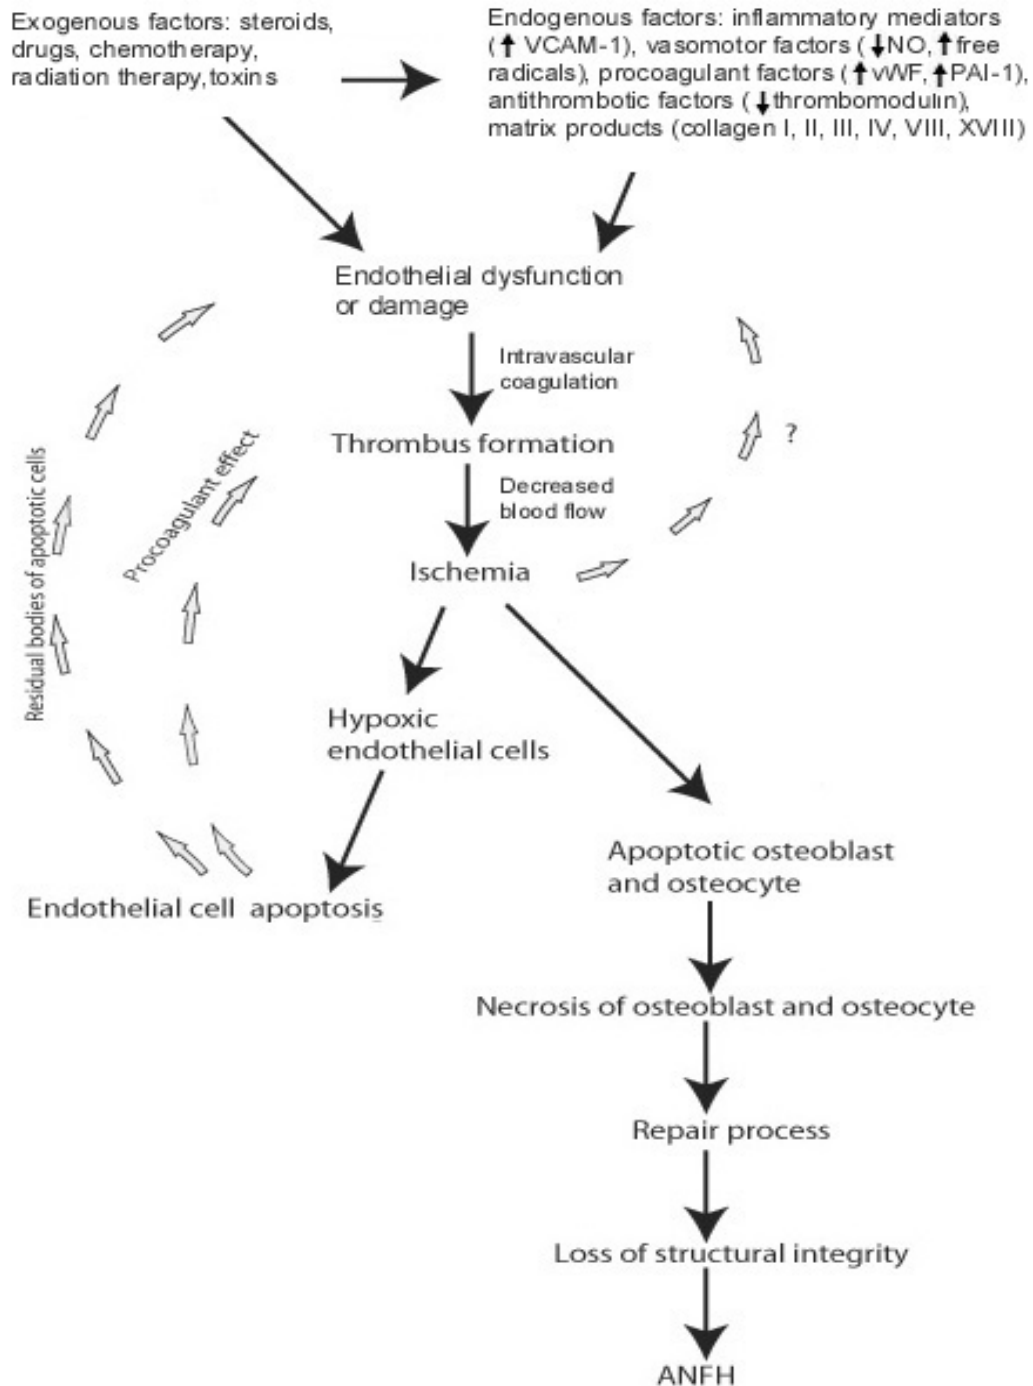 Exogenous factors: steroids,
drugs, chemotherapy,
radiation therapy,toxins
Endogenous factors: inflammatory mediators
(⬆ VCAM-1), vasomotor factors (⬇NO,⬆free
radicals), procoagulant factors (⬆vWF,⬆PAI-1),
antithrombotic factors (⬇thrombomodulin),
matrix products (collagen I, II, III, IV, VIII, XVIII)
Endothelial dysfunction
or damage
Intravascular
coagulation
Thrombus formation
Decreased
blood flow
Ischemia
?
Procoagulant effect
Residual bodies of apoptotic cells
Hypoxic
endothelial cells
Endothelial cell apoptosis
Apoptotic osteoblast
and osteocyte
Necrosis of osteoblast and osteocyte
Repair process
Loss of structural integrity
ANFH